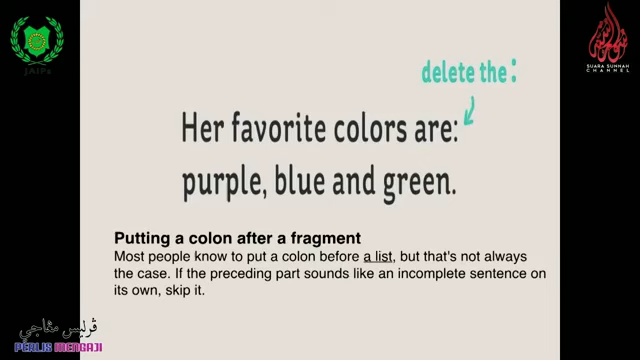 JAIPs
SUARA SUNNAH
CHANNEL
delete the:
Her favorite colors are:
purple, blue and green.
Putting a colon after a fragment
Most people know to put a colon before a list, but that's not always
the case. If the preceding part sounds like an incomplete sentence on
its own, skip it.
ڤرليس مڠاجي
PERLIS MENGAJI